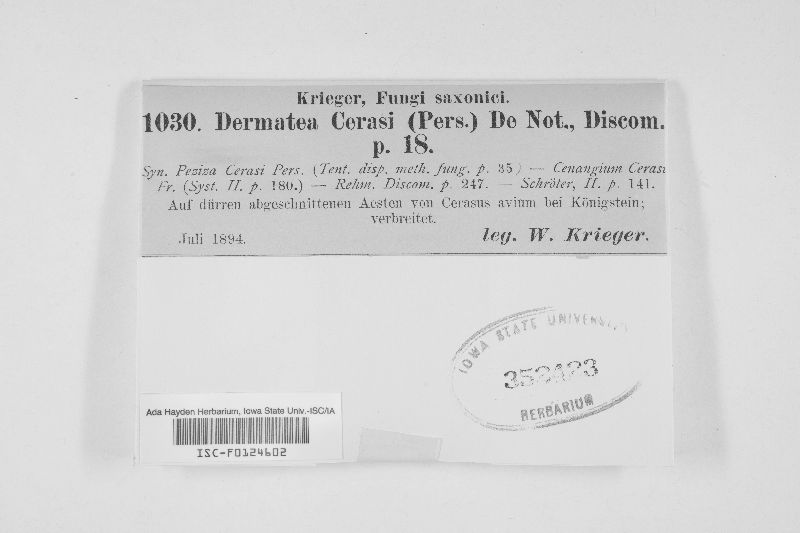 Krieger, Fungi saxonici.
1030. Dermatea Cerasi (Pers.) De Not., Discom.
p. 18.
Syn. Peziza Cerasi Pers. (Tent. disp. meth. fung. p. 35) — Cenangium Cerasi
Fr. (Syst. II. p. 180.) — Rehm. Discom. p. 247. — Schröter, II. p. 141.
Auf dürren abgeschnittenen Aesten von Cerasus avium bei Königstein;
verbreitet.
Juli 1894.
leg. W. Krieger.
IOWA STATE UNIVERSITY
352423
HERBARIUM
Ada Hayden Herbarium, Iowa State Univ.-ISC/IA
ISC-F0124602